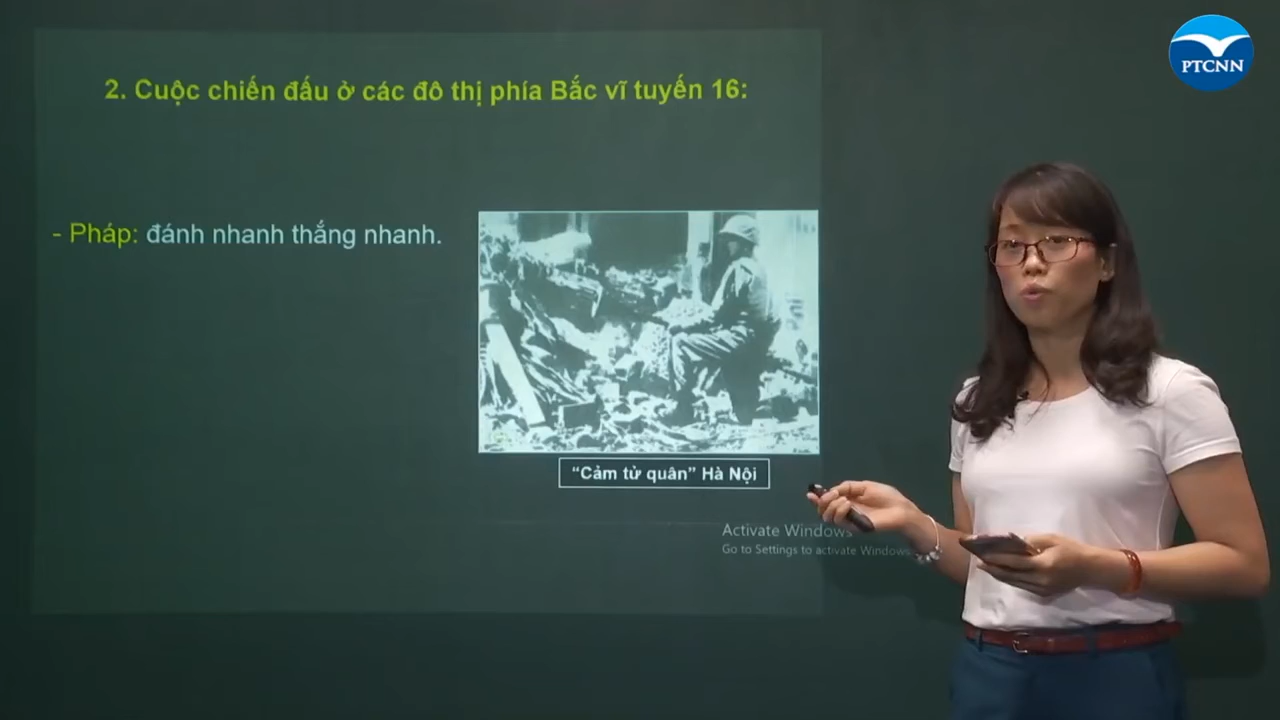 PTCNN
2. Cuộc chiến đấu ở các đô thị phía Bắc vĩ tuyến 16:
- Pháp: đánh nhanh thắng nhanh.
“Cảm tử quân” Hà Nội
Activate Windows
Go to Settings to activate Windows